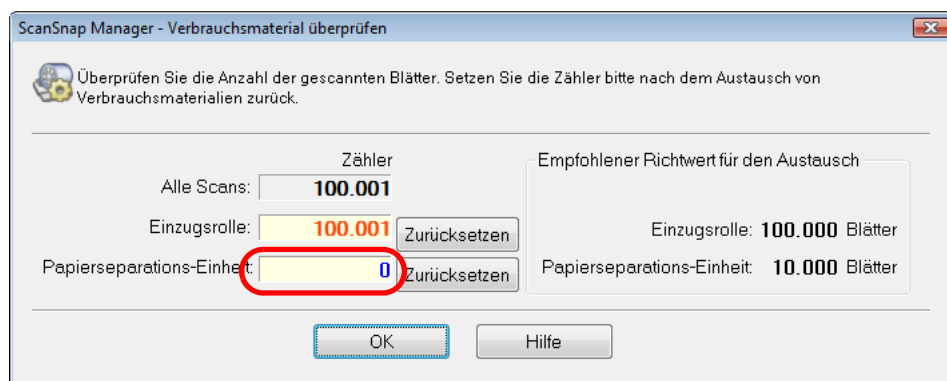 ScanSnap Manager - Verbrauchsmaterial überprüfen
Überprüfen Sie die Anzahl der gescannten Blätter. Setzen Sie die Zähler bitte nach dem Austausch von
Verbrauchsmaterialien zurück.
Zähler
Alle Scans: 100.001
Einzugsrolle: 100.001 Zurücksetzen
Papierseparations-Einheit: 0 Zurücksetzen
Empfohlener Richtwert für den Austausch
Einzugsrolle: 100.000 Blätter
Papierseparations-Einheit: 10.000 Blätter
OK Hilfe